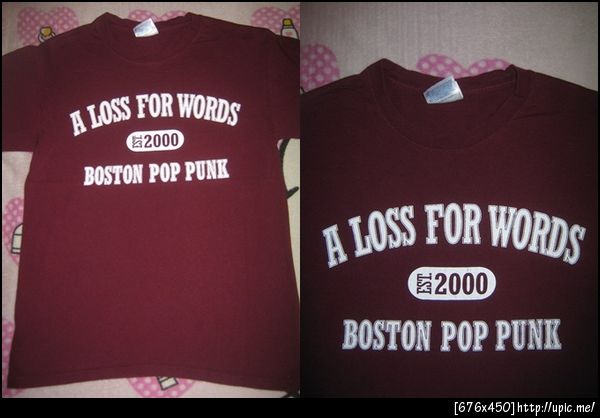 A LOSS FOR WORDS
EST. 2000
BOSTON POP PUNK
A LOSS FOR WORDS
EST. 2000
BOSTON POP PUNK
[676x450]http://upic.me/